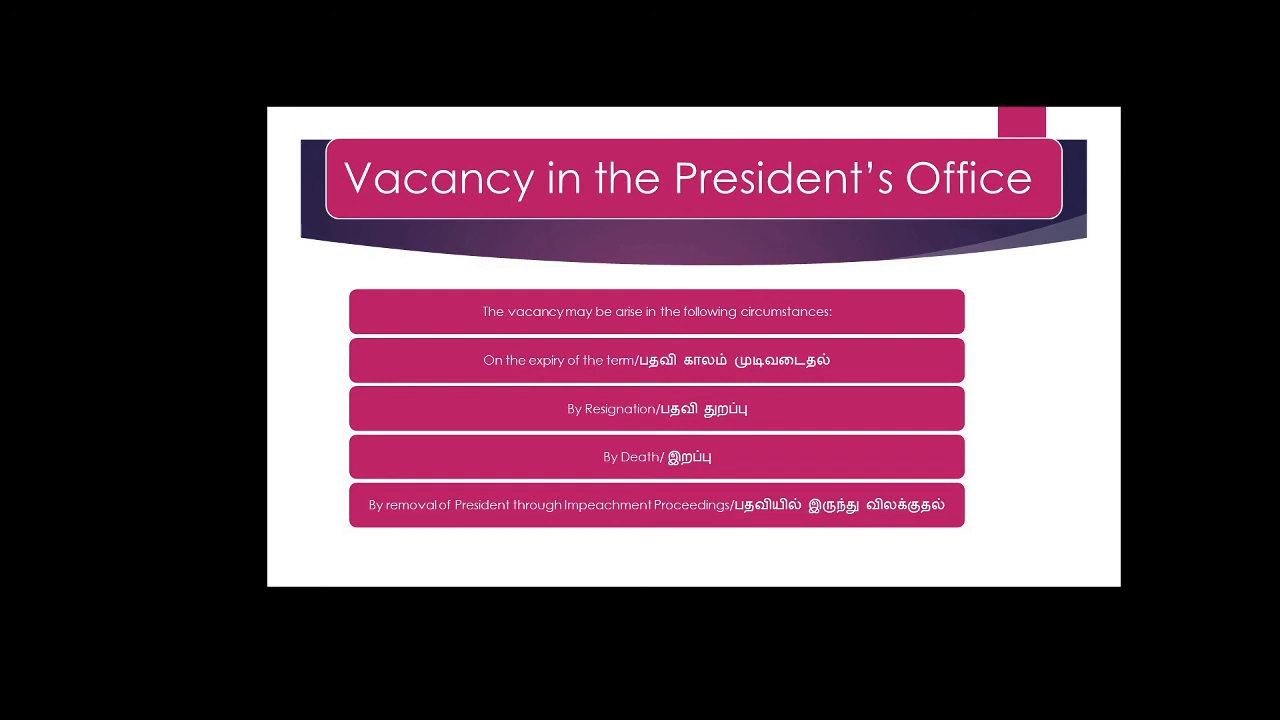 Vacancy in the President's Office
The vacancy may be arise in the following circumstances:
On the expiry of the term/பதவி காலம் முடிவடைதல்
By Resignation/பதவி துறப்பு
By Death/ இறப்பு
By removal of President through Impeachment Proceedings/பதவியில் இருந்து விலக்குதல்